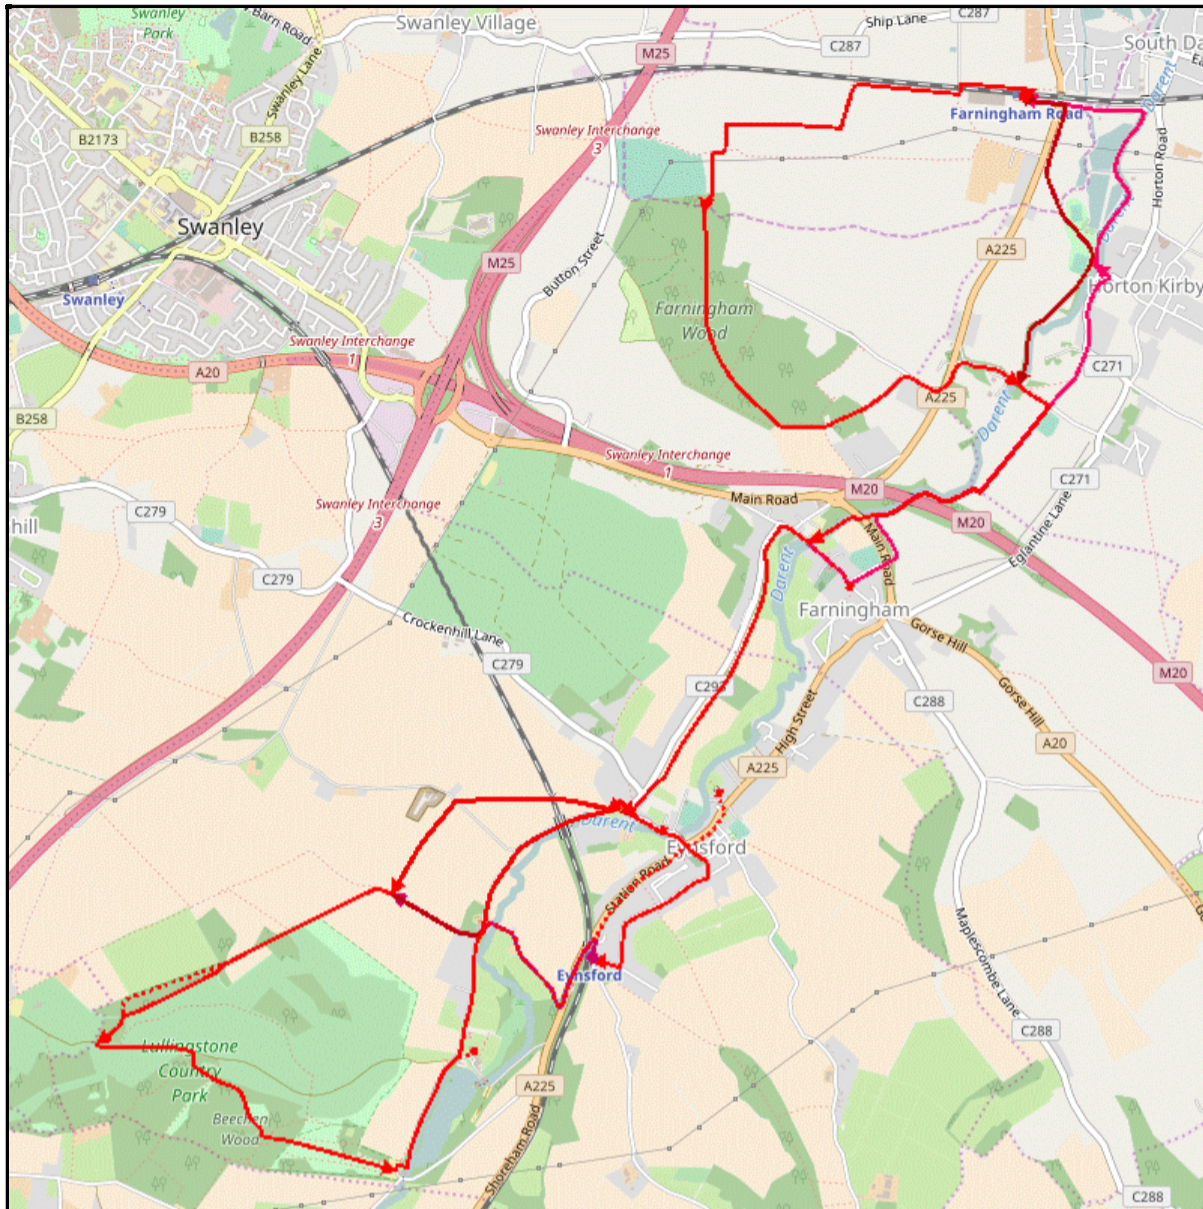 Swanley
Park
Barn Road
Swanley Village
Ship Lane
C287
C287
M25
South Da
B2173
B258
Swanley Lane
Swanley Interchange
3
Farningham Road
Darent
Horton Road
Swanley
M25
Button Street
A225
Darent
Horton Kirby
Swanley
Farningham
Wood
Swanley Interchange
1
A20
C271
B258
A225
Darent
Swanley Interchange
1
M20
C271
Main Road
Swanley Interchange
3
C279
hill
M20
Main Road
Eglantine Lane
Darent
C279
Farningham
Crockenhill Lane
Gorse Hill
C279
M20
C288
Gorse Hill
High Street
A20
A225
Darent
Eynsford
Station Road
Maplescombe Lane
Eynsford
C288
Lullingstone
Country
Park
A225
Beechen
Wood
Shoreham Road
C288